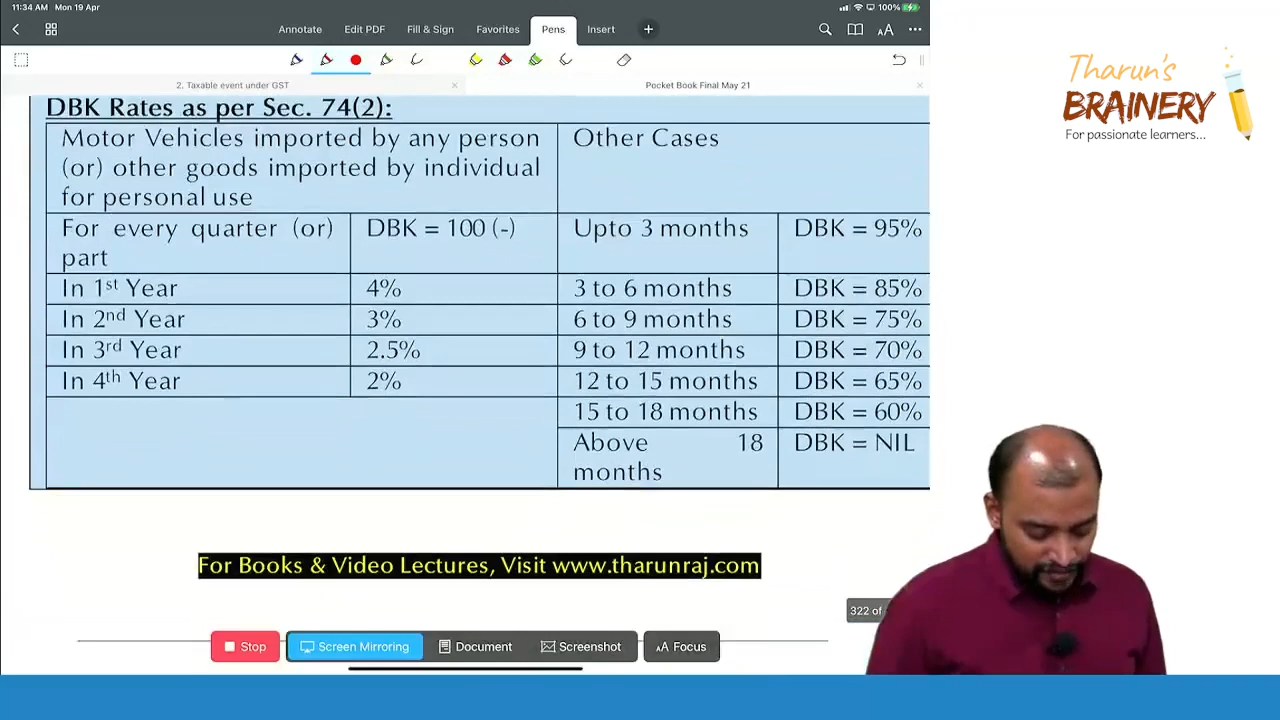 11:34 AM Mon 19 Apr
100%
Annotate
Edit PDF
Fill & Sign
Favorites
Pens
Insert
AA
2. Taxable event under GST
Pocket Book Final May 21
Tharun's
BRAINERY
For passionate learners...
DBK Rates as per Sec. 74(2):
Motor Vehicles imported by any person
(or) other goods imported by individual
for personal use
Other Cases
For every quarter (or)
part
DBK = 100 (-)
Upto 3 months
DBK = 95%
In 1st Year
4%
3 to 6 months
DBK = 85%
In 2nd Year
3%
6 to 9 months
DBK = 75%
In 3rd Year
2.5%
9 to 12 months
DBK = 70%
In 4th Year
2%
12 to 15 months
DBK = 65%
15 to 18 months
DBK = 60%
Above 18
months
DBK = NIL
For Books & Video Lectures, Visit www.tharunraj.com
322 of
Stop
Screen Mirroring
Document
Screenshot
AA Focus